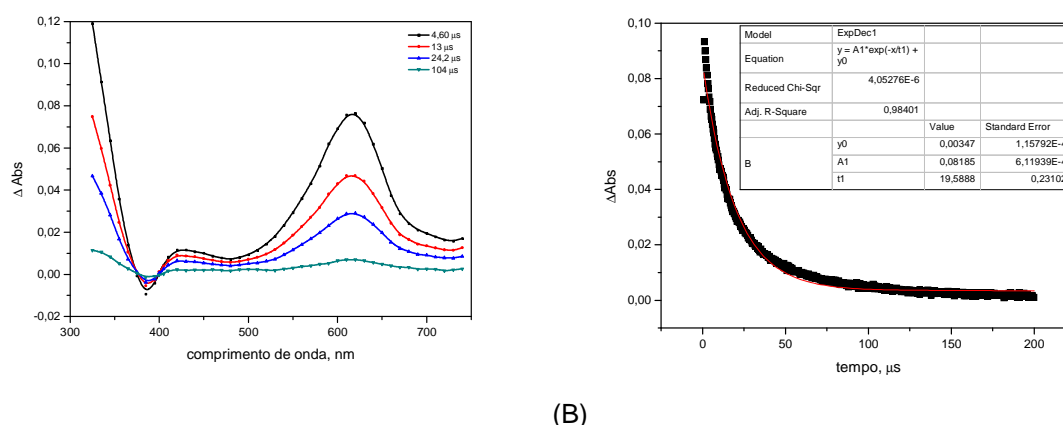 0,12
0,10
0,08
0,06
0,04
0,02
0,00
-0,02
Δ Abs
300
400
500
600
700
comprimento de onda, nm
4,60 μs
13 μs
24,2 μs
104 μs
0,10
0,08
0,06
0,04
0,02
0,00
ΔAbs
0
50
100
150
200
tempo, μs
Model ExpDec1
Equation y = A1*exp(-x/t1) +
y0
Reduced Chi-Sqr 4,05276E-6
Adj. R-Square 0,98401
Value Standard Error
B y0 0,00347 1,15792E-4
A1 0,08185 6,11939E-4
t1 19,5888 0,23102
(B)